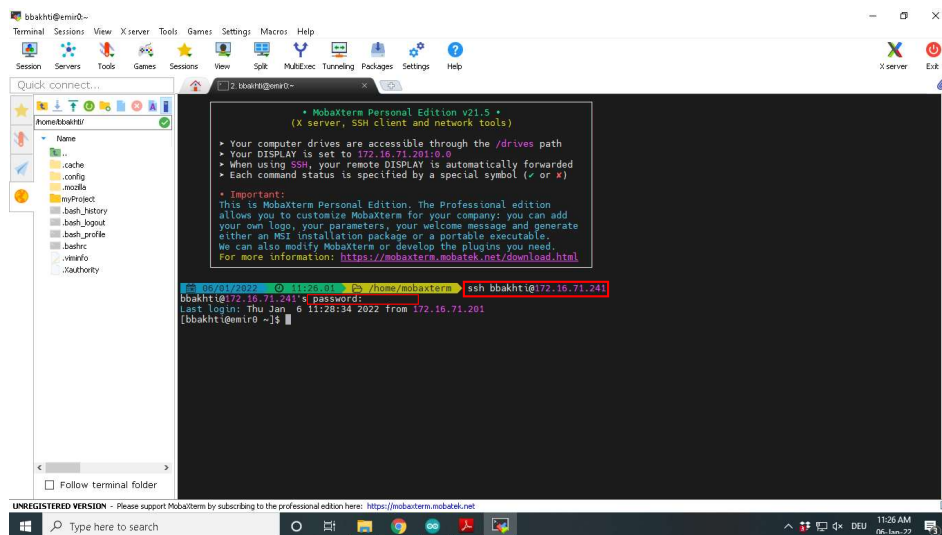 bbakhti@emir0:~
Terminal Sessions View X server Tools Games Settings Macros Help
Session Servers Tools Games Sessions View Split MultiExec Tunneling Packages Settings Help X server Exit
Quick connect... 2. bbakhti@emir0:~
/home/bbakhti/
Name
..
.cache
.config
.mozilla
myProject
.bash_history
.bash_logout
.bash_profile
.bashrc
.viminfo
.Xauthority
Follow terminal folder
• MobaXterm Personal Edition v21.5 •
(X server, SSH client and network tools)
➤ Your computer drives are accessible through the /drives path
➤ Your DISPLAY is set to 172.16.71.201:0.0
➤ When using SSH, your remote DISPLAY is automatically forwarded
➤ Each command status is specified by a special symbol (✔ or ✘)
• Important:
This is MobaXterm Personal Edition. The Professional edition
allows you to customize MobaXterm for your company: you can add
your own logo, your parameters, your welcome message and generate
either an MSI installation package or a portable executable.
We can also modify MobaXterm or develop the plugins you need.
For more information: https://mobaxterm.mobatek.net/download.html
06/01/2022 11:26.01 /home/mobaxterm ssh bbakhti@172.16.71.241
bbakhti@172.16.71.241's password:
Last login: Thu Jan  6 11:28:34 2022 from 172.16.71.201
[bbakhti@emir0 ~]$
UNREGISTERED VERSION - Please support MobaXterm by subscribing to the professional edition here: https://mobaxterm.mobatek.net
Type here to search DEU 11:26 AM
06-Jan-22